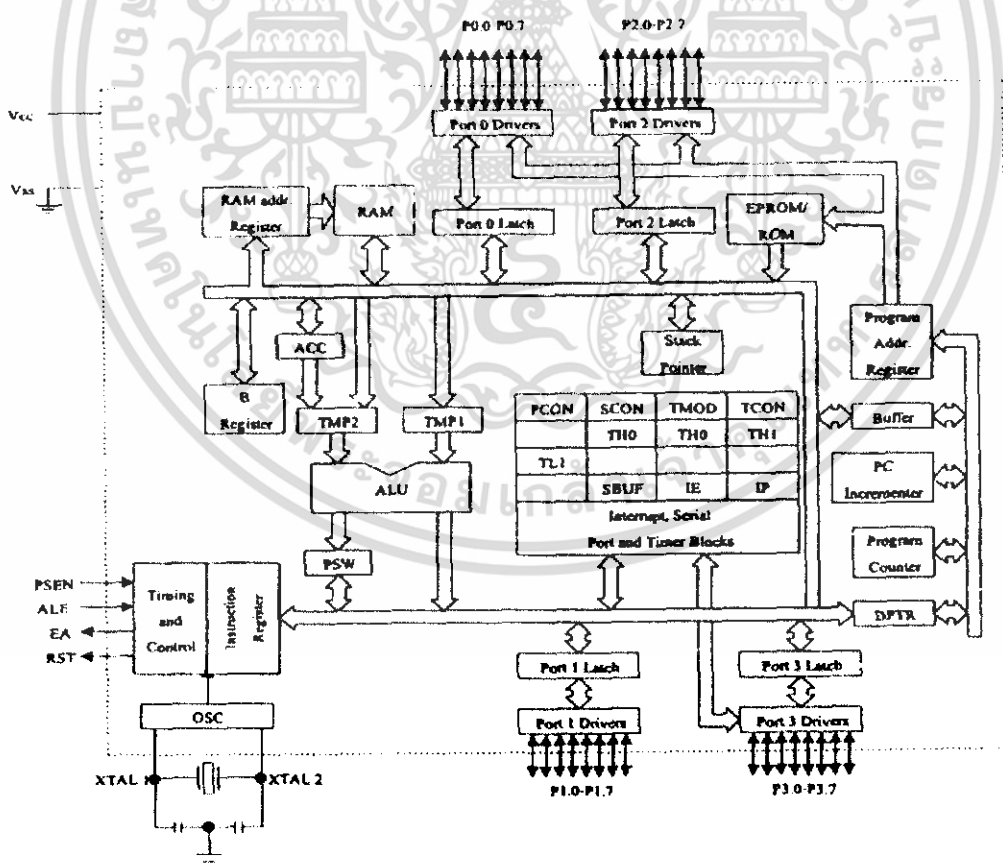 P0.0-P0.7
P2.0-P2.7
Vcc
Port 0 Drivers
Port 2 Drivers
Vss
RAM addr.
Register
RAM
Port 0 Latch
Port 2 Latch
EPROM/
ROM
ACC
Stack
Pointer
Program
Addr.
Register
B
Register
TMP2
TMP1
PCON SCON TMOD TCON
TH0 TH0 TH1
Buffer
ALU
SBUF IE IP
PC
Incrementer
Interrupt, Serial
Port and Timer Blocks
PSW
Program
Counter
PSEN
ALE
EA
RST
Timing
and
Control
Instruction
Register
DPTR
Port 1 Latch
Port 3 Latch
OSC
Port 1 Drivers
Port 3 Drivers
XTAL 1
XTAL 2
P1.0-P1.7
P3.0-P3.7